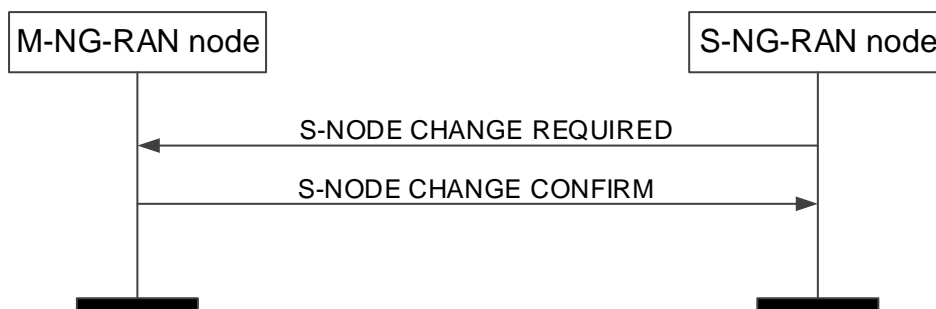 M-NG-RAN node
S-NG-RAN node
S-NODE CHANGE REQUIRED
S-NODE CHANGE CONFIRM